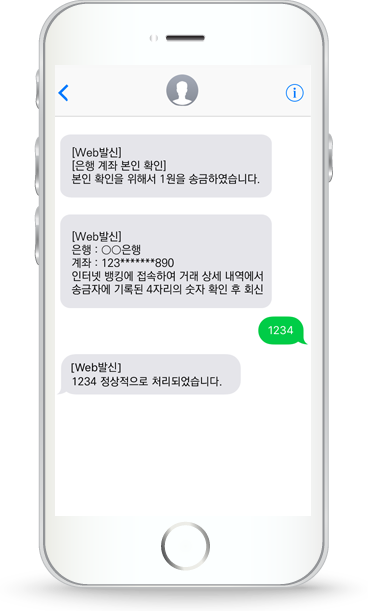 [Web발신]
[은행 계좌 본인 확인]
본인 확인을 위해서 1원을 송금하였습니다.
[Web발신]
은행 : ○○은행
계좌 : 123*******890
인터넷 뱅킹에 접속하여 거래 상세 내역에서
송금자에 기록된 4자리의 숫자 확인 후 회신
1234
[Web발신]
1234 정상적으로 처리되었습니다.